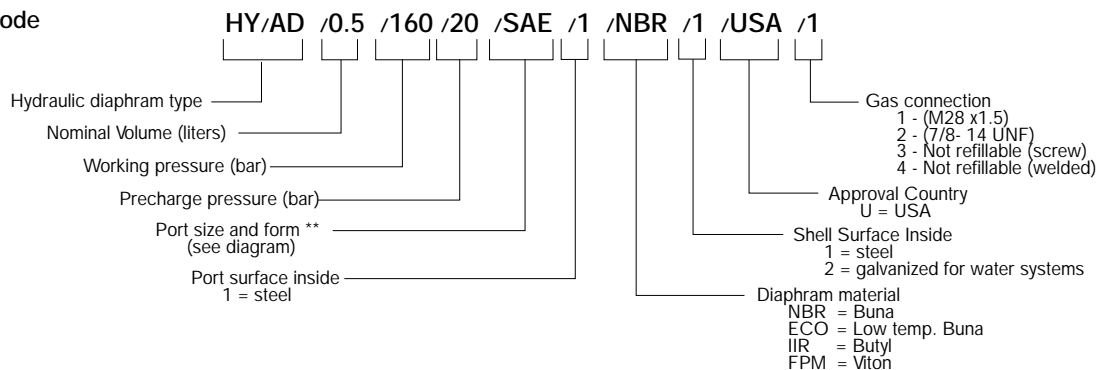 ode
HY/AD /0.5 /160 /20 /SAE /1 /NBR /1 /USA /1
Hydraulic diaphram type
Nominal Volume (liters)
Working pressure (bar)
Precharge pressure (bar)
Port size and form **
(see diagram)
Port surface inside
1 = steel
Gas connection
1 - (M28 x1.5)
2 - (7/8- 14 UNF)
3 - Not refillable (screw)
4 - Not refillable (welded)
Approval Country
U = USA
Shell Surface Inside
1 = steel
2 = galvanized for water systems
Diaphram material
NBR = Buna
ECO = Low temp. Buna
IIR = Butyl
FPM = Viton